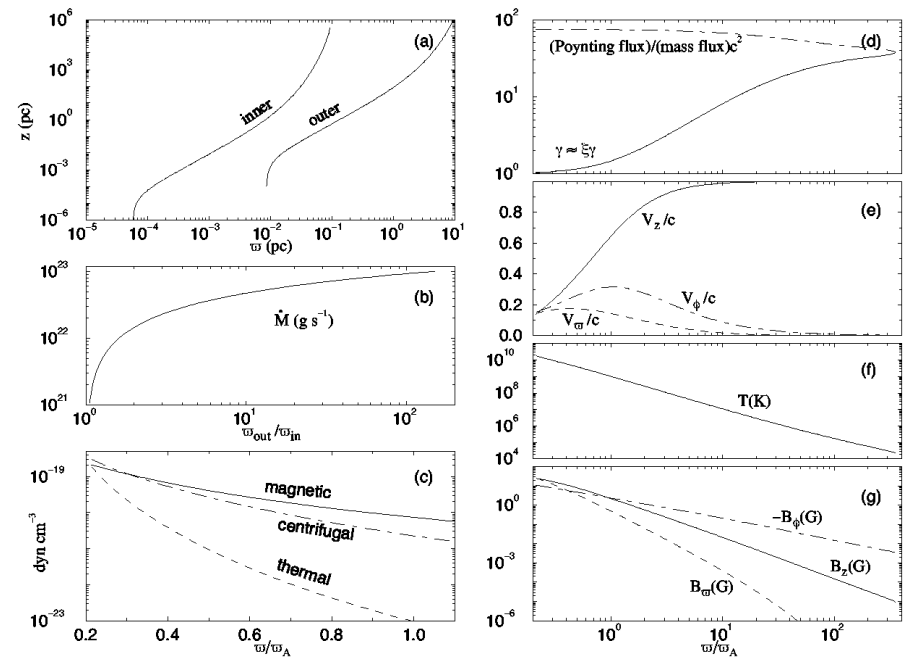 (a)
z (pc)
10^6
10^3
10^0
10^-3
10^-6
inner
outer
10^-5 10^-4 10^-3 10^-2 10^-1 10^0 10^1
ϖ (pc)
(b)
10^23
10^22
10^21
Ṁ (g s^-1)
10^0 10^1 10^2
ϖ_out/ϖ_in
(c)
dyn cm^-3
10^-19
10^-23
magnetic
centrifugal
thermal
0.2 0.4 0.6 0.8 1.0
ϖ/ϖ_A
(d)
10^2
10^1
10^0
(Poynting flux)/(mass flux)c^2
γ ≈ ξγ
(e)
0.8
0.6
0.4
0.2
0.0
V_z/c
V_ϕ/c
V_ϖ/c
(f)
10^10
10^8
10^6
10^4
T(K)
(g)
10^0
10^-3
10^-6
-B_ϕ(G)
B_z(G)
B_ϖ(G)
10^0 10^1 10^2
ϖ/ϖ_A